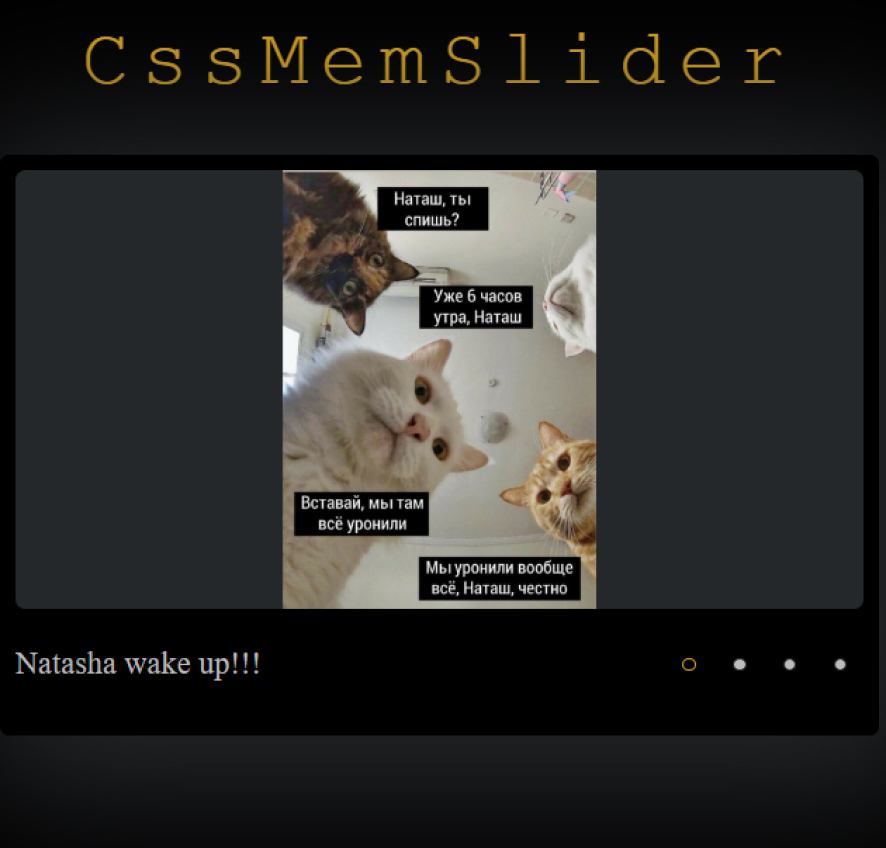 CssMemSlider
Наташ, ты
спишь?
Уже 6 часов
утра, Наташ
Вставай, мы там
всё уронили
Мы уронили вообще
всё, Наташ, честно
Natasha wake up!!!